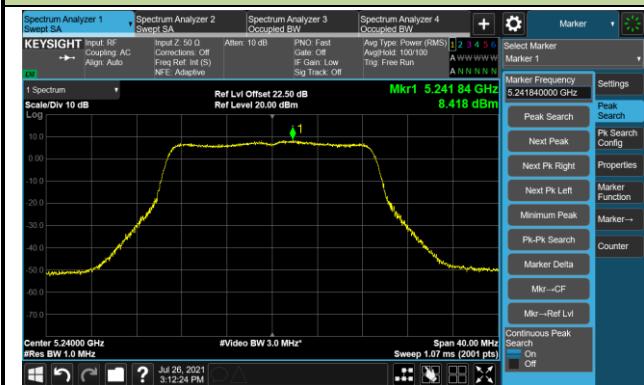 Spectrum Analyzer 1
Swept SA
Spectrum Analyzer 2
Swept SA
Spectrum Analyzer 3
Occupied BW
Spectrum Analyzer 4
Occupied BW
+
Marker
KEYSIGHT
Input: RF
Coupling: AC
Align: Auto
Input Z: 50 Ω
Corrections: Off
Freq Ref: Int (S)
NFE: Adaptive
Atten: 10 dB
PNO: Fast
Gate: Off
IF Gain: Low
Sig Track: Off
Avg Type: Power (RMS)
Avg|Hold: 100/100
Trig: Free Run
1 2 3 4 5 6
A W W W W W
A N N N N N
Select Marker
Marker 1
1 Spectrum
Scale/Div 10 dB
Log
Ref Lvl Offset 22.50 dB
Ref Level 20.00 dBm
Mkr1 5.241 84 GHz
8.418 dBm
1
10.0
0.00
-10.0
-20.0
-30.0
-40.0
-50.0
-60.0
-70.0
Center 5.24000 GHz
#Res BW 1.0 MHz
#Video BW 3.0 MHz*
Span 40.00 MHz
Sweep 1.07 ms (2001 pts)
Marker Frequency
5.241840000 GHz
Peak Search
Next Peak
Next Pk Right
Next Pk Left
Minimum Peak
Pk-Pk Search
Marker Delta
Mkr→CF
Mkr→Ref Lvl
Continuous Peak
Search
On
Off
Settings
Peak
Search
Pk Search
Config
Properties
Marker
Function
Marker→
Counter
?
Jul 26, 2021
3:12:24 PM